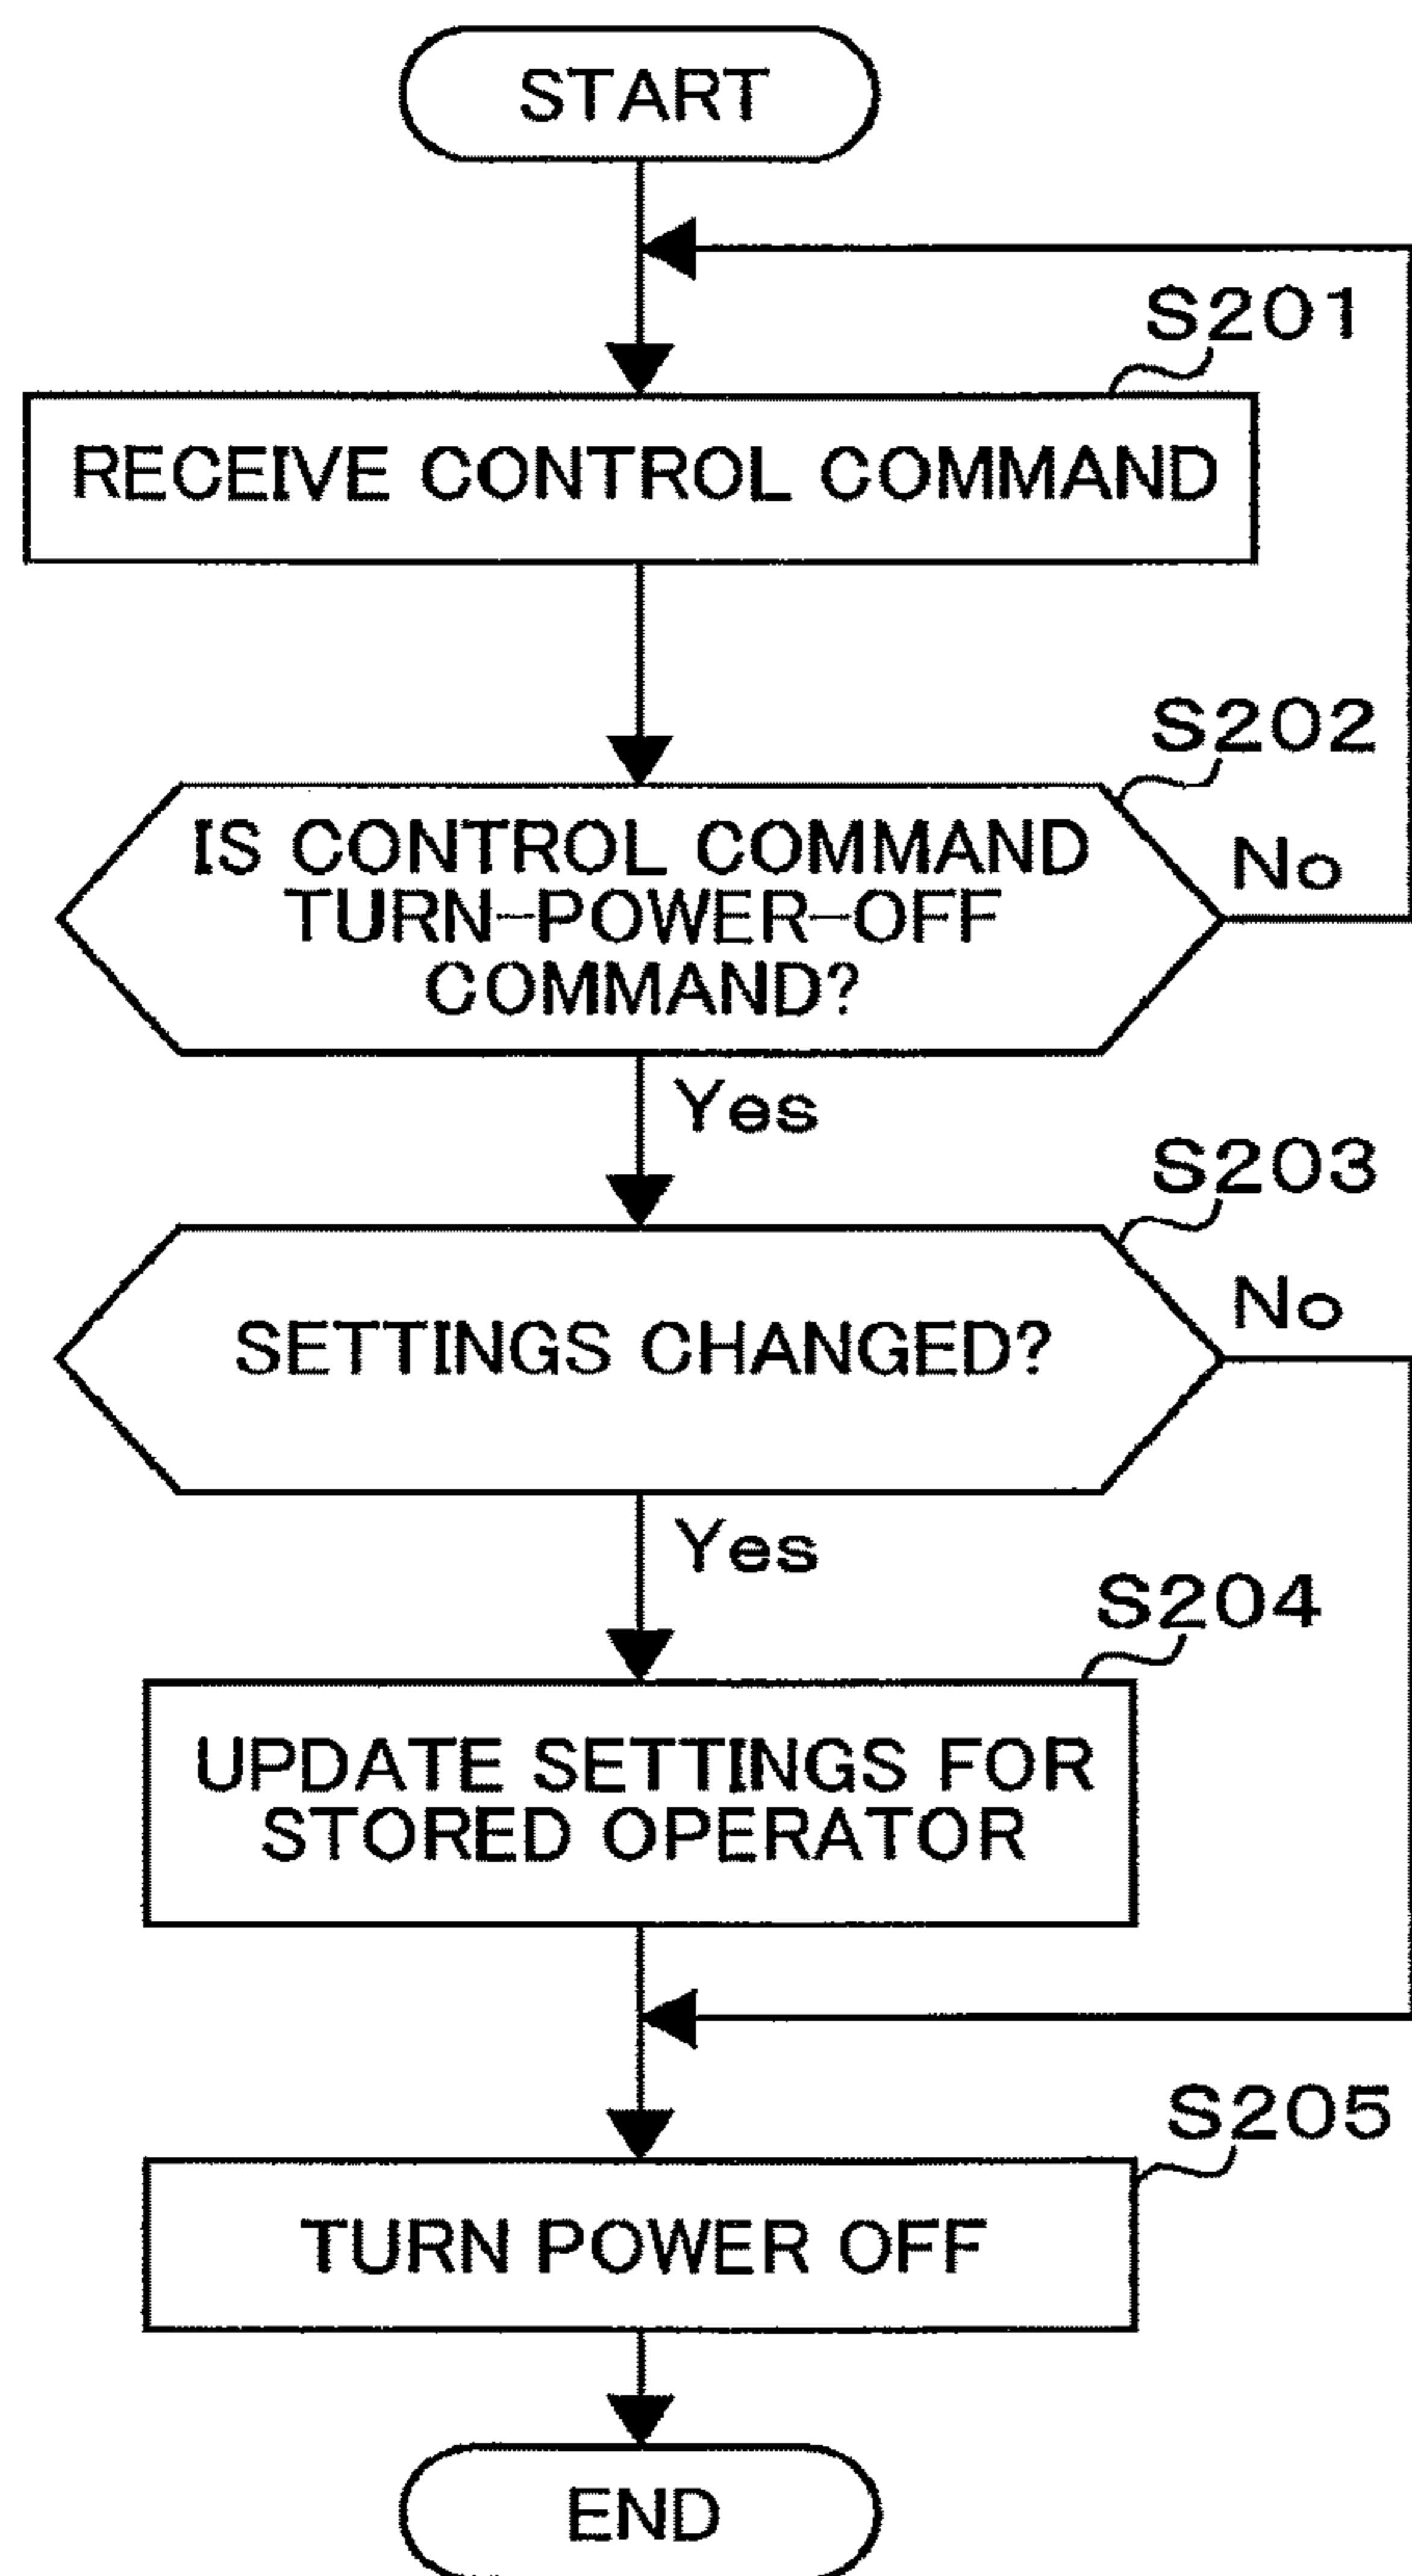 START
S201
RECEIVE CONTROL COMMAND
S202
IS CONTROL COMMAND
TURN-POWER-OFF
COMMAND?
No
Yes
S203
SETTINGS CHANGED?
No
Yes
S204
UPDATE SETTINGS FOR
STORED OPERATOR
S205
TURN POWER OFF
END